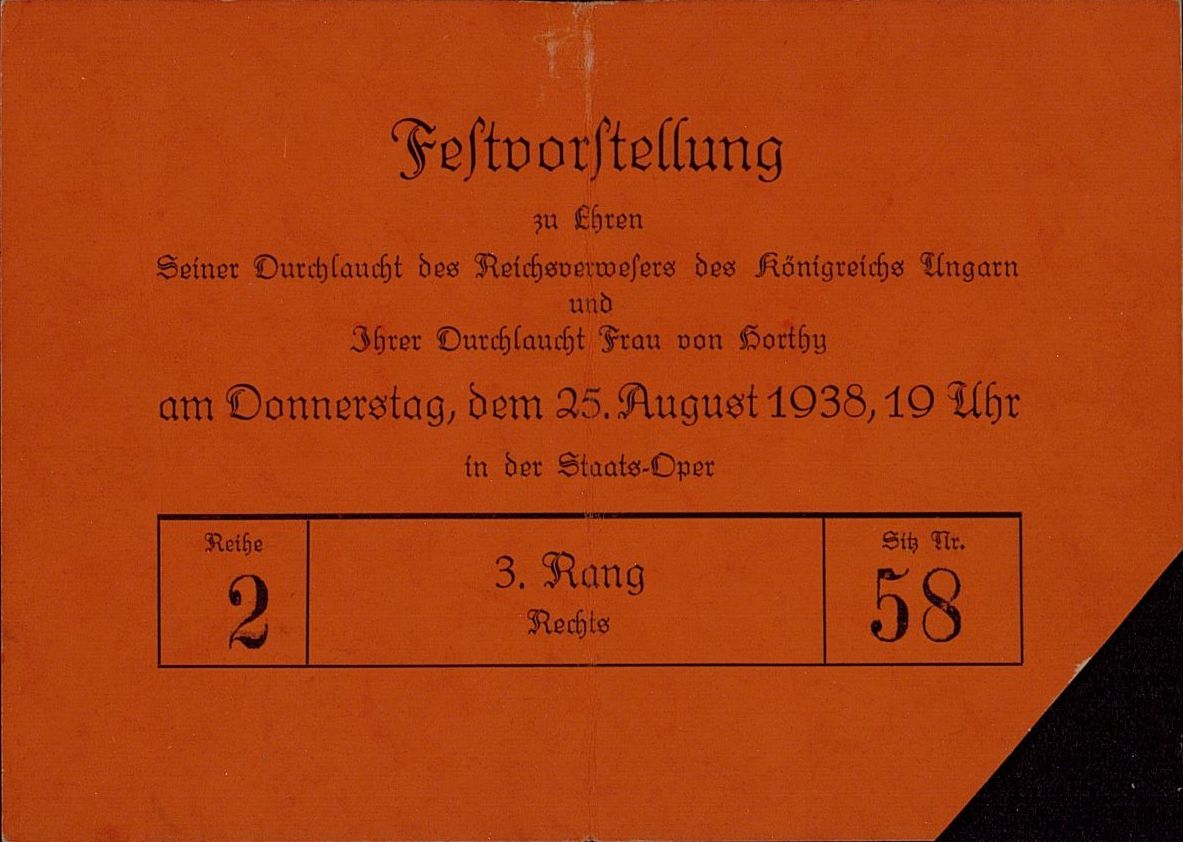 Festvorstellung
zu Ehren
Seiner Durchlaucht des Reichsverwesers des Königreichs Ungarn
und
Ihrer Durchlaucht Frau von Horthy
am Donnerstag, dem 25. August 1938, 19 Uhr
in der Staats-Oper
Reihe
2
3. Rang
Rechts
Sitz Nr.
58